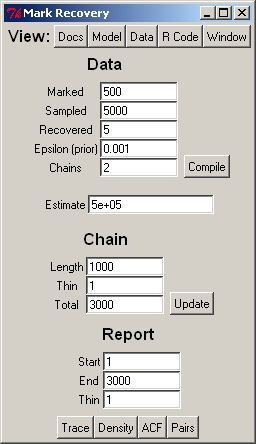 Mark Recovery
View: Docs Model Data R Code Window
Data
Marked 500
Sampled 5000
Recovered 5
Epsilon (prior) 0.001
Chains 2 Compile
Estimate 5e+05
Chain
Length 1000
Thin 1
Total 3000 Update
Report
Start 1
End 3000
Thin 1
Trace Density ACF Pairs